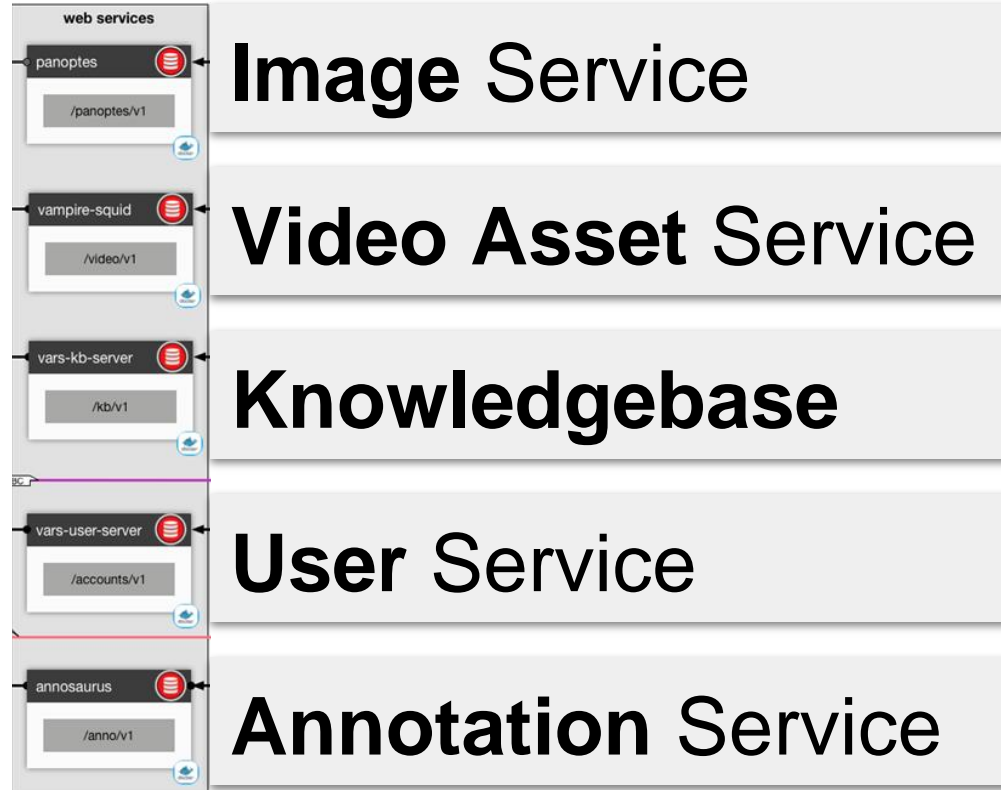 web services
panoptes
/panoptes/v1
Image Service
vampire-squid
/video/v1
Video Asset Service
vars-kb-server
/kb/v1
Knowledgebase
vars-user-server
/accounts/v1
User Service
annosaurus
/anno/v1
Annotation Service